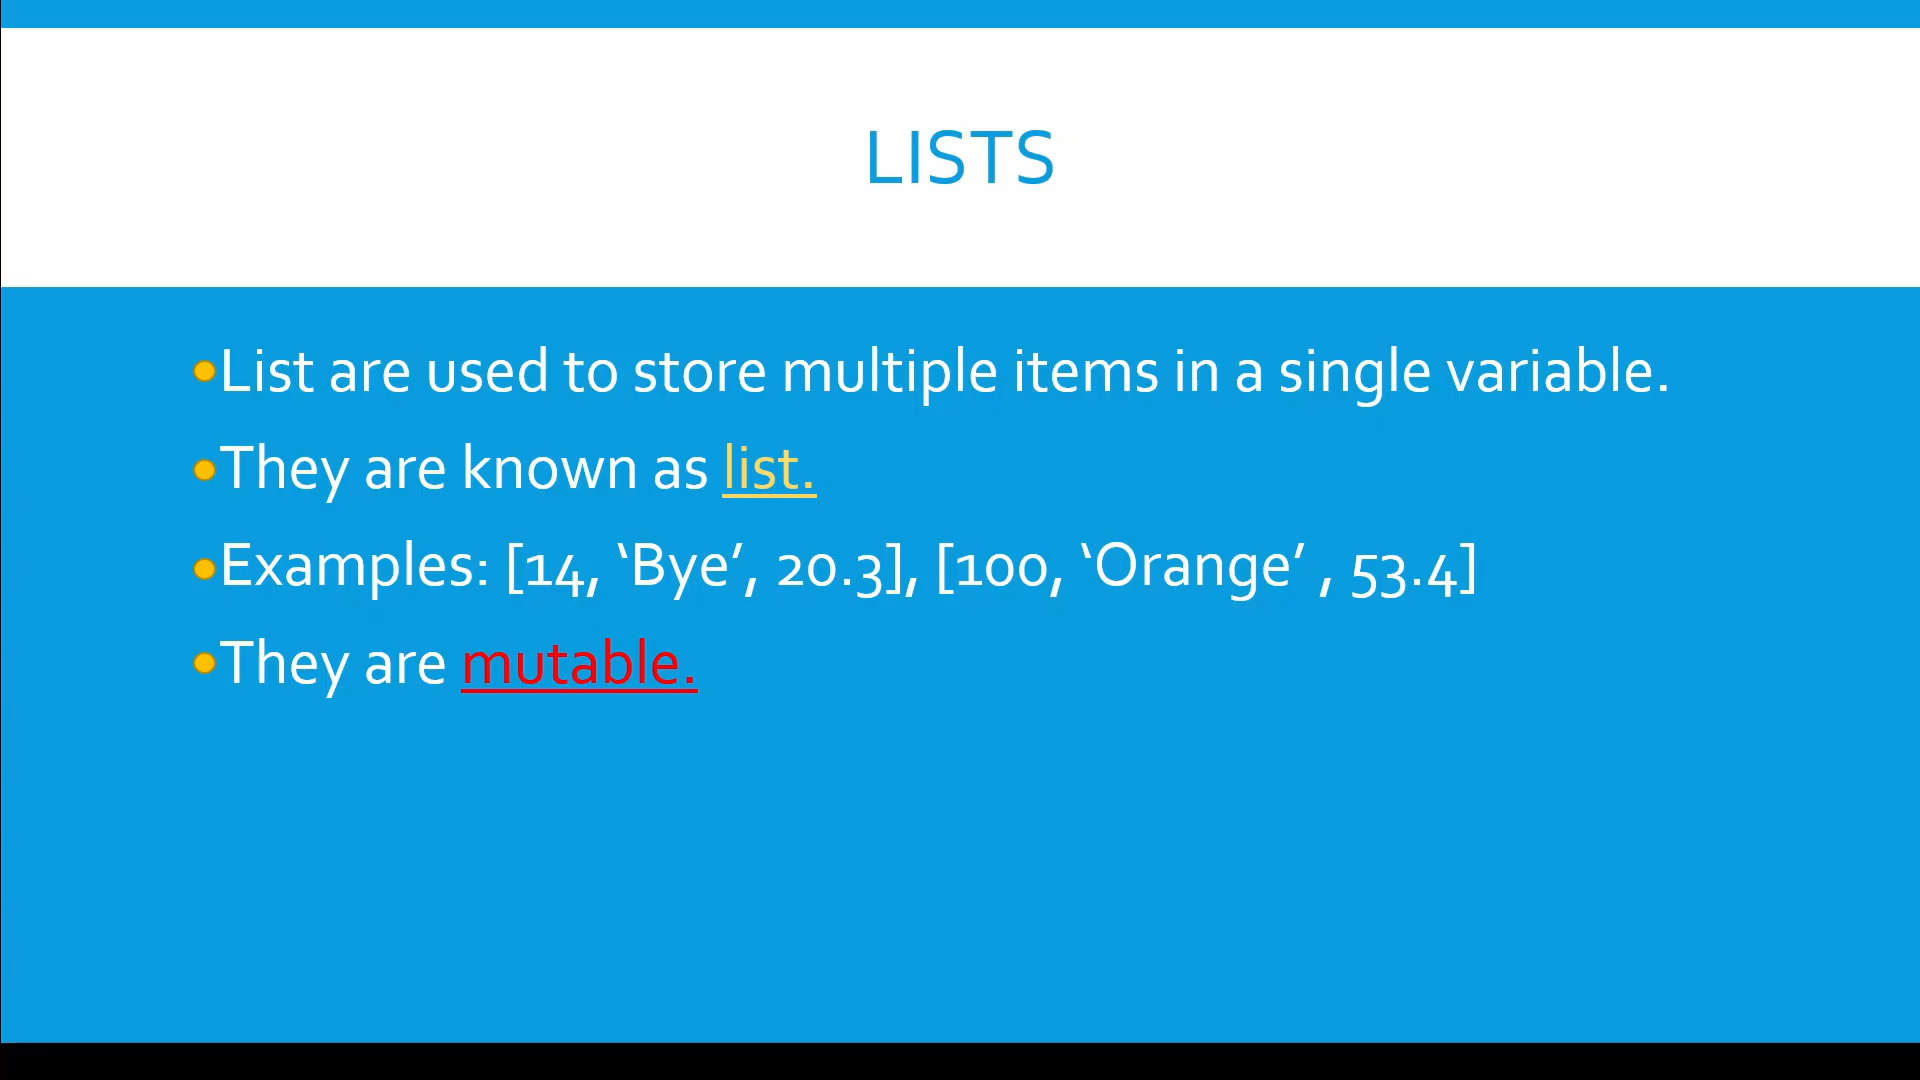 LISTS
•List are used to store multiple items in a single variable.
•They are known as list.
•Examples: [14, ‘Bye’, 20.3], [100, ‘Orange’ , 53.4]
•They are mutable.